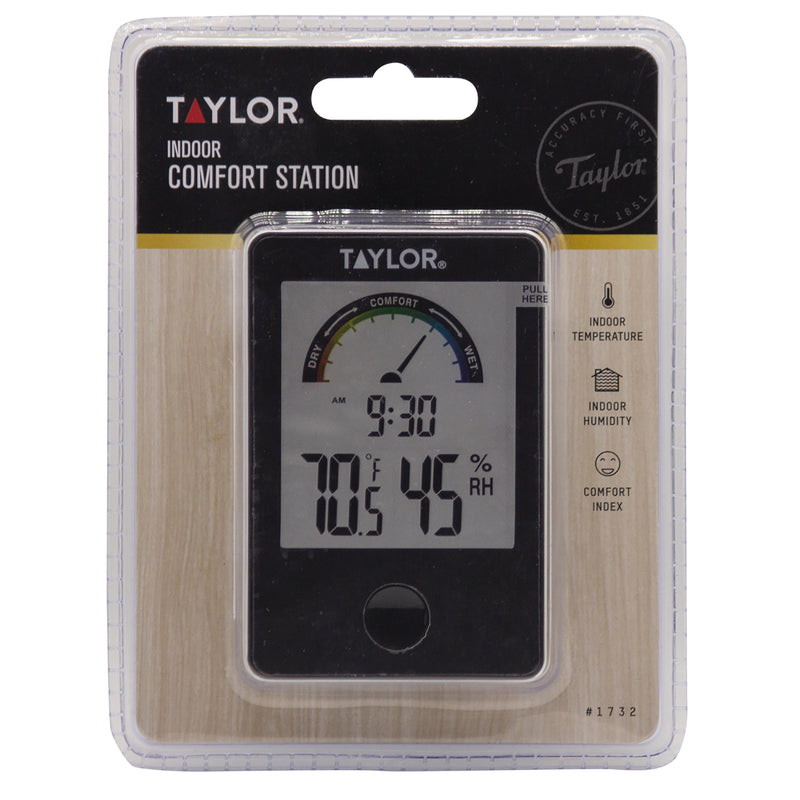 TAYLOR®
INDOOR
COMFORT STATION
ACCURACY FIRST
Taylor
EST. 1851
TAYLOR®
PULL
HERE
DRY
COMFORT
WET
AM
9:30
70.5 °F
45 % RH
INDOOR
TEMPERATURE
INDOOR
HUMIDITY
COMFORT
INDEX
#1732